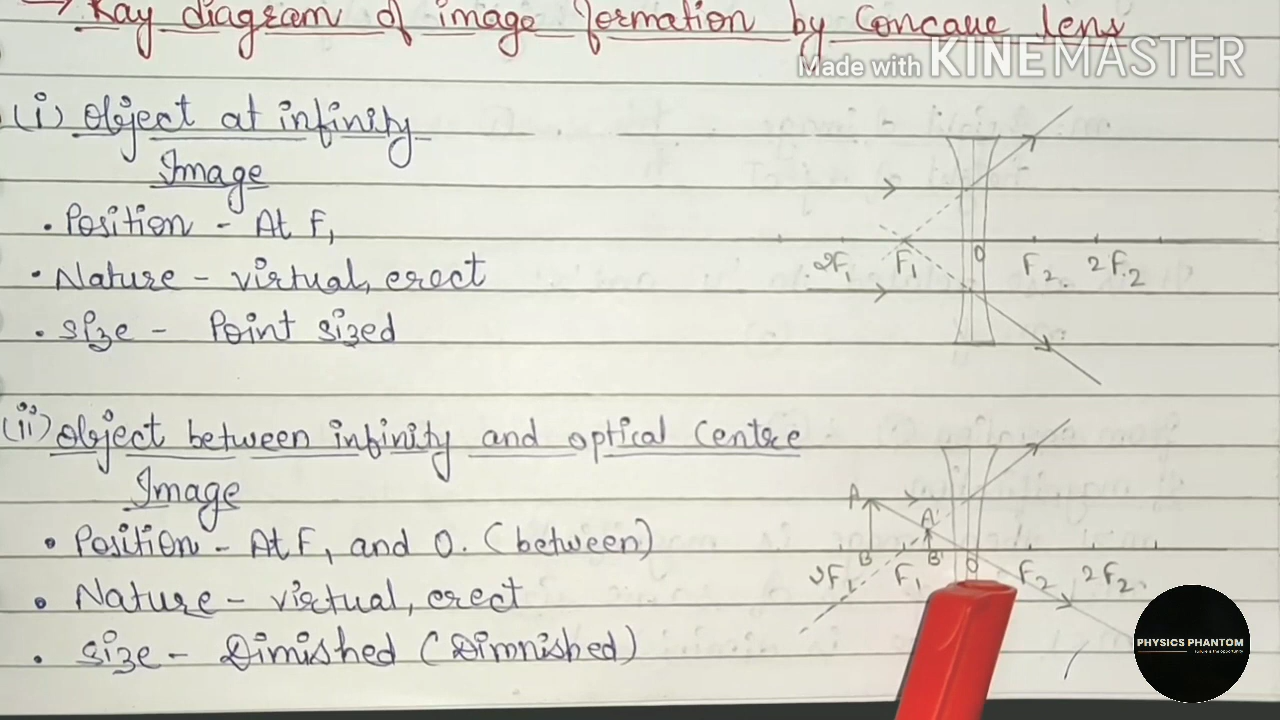 → Ray diagram of image formation by Concave lens
Made with KINEMASTER
(i) Object at infinity
Image
• Position - At F₁
• Nature - virtual, erect
• Size - Point sized
2F₁ F₁ O F₂ 2F₂
(ii) Object between infinity and optical Centre
Image
• Position - At F₁ and O. (between)
• Nature - virtual, erect
• Size - Dimished (Dimnished)
A A'
B B'
2F₁ F₁ O F₂ 2F₂
PHYSICS PHANTOM